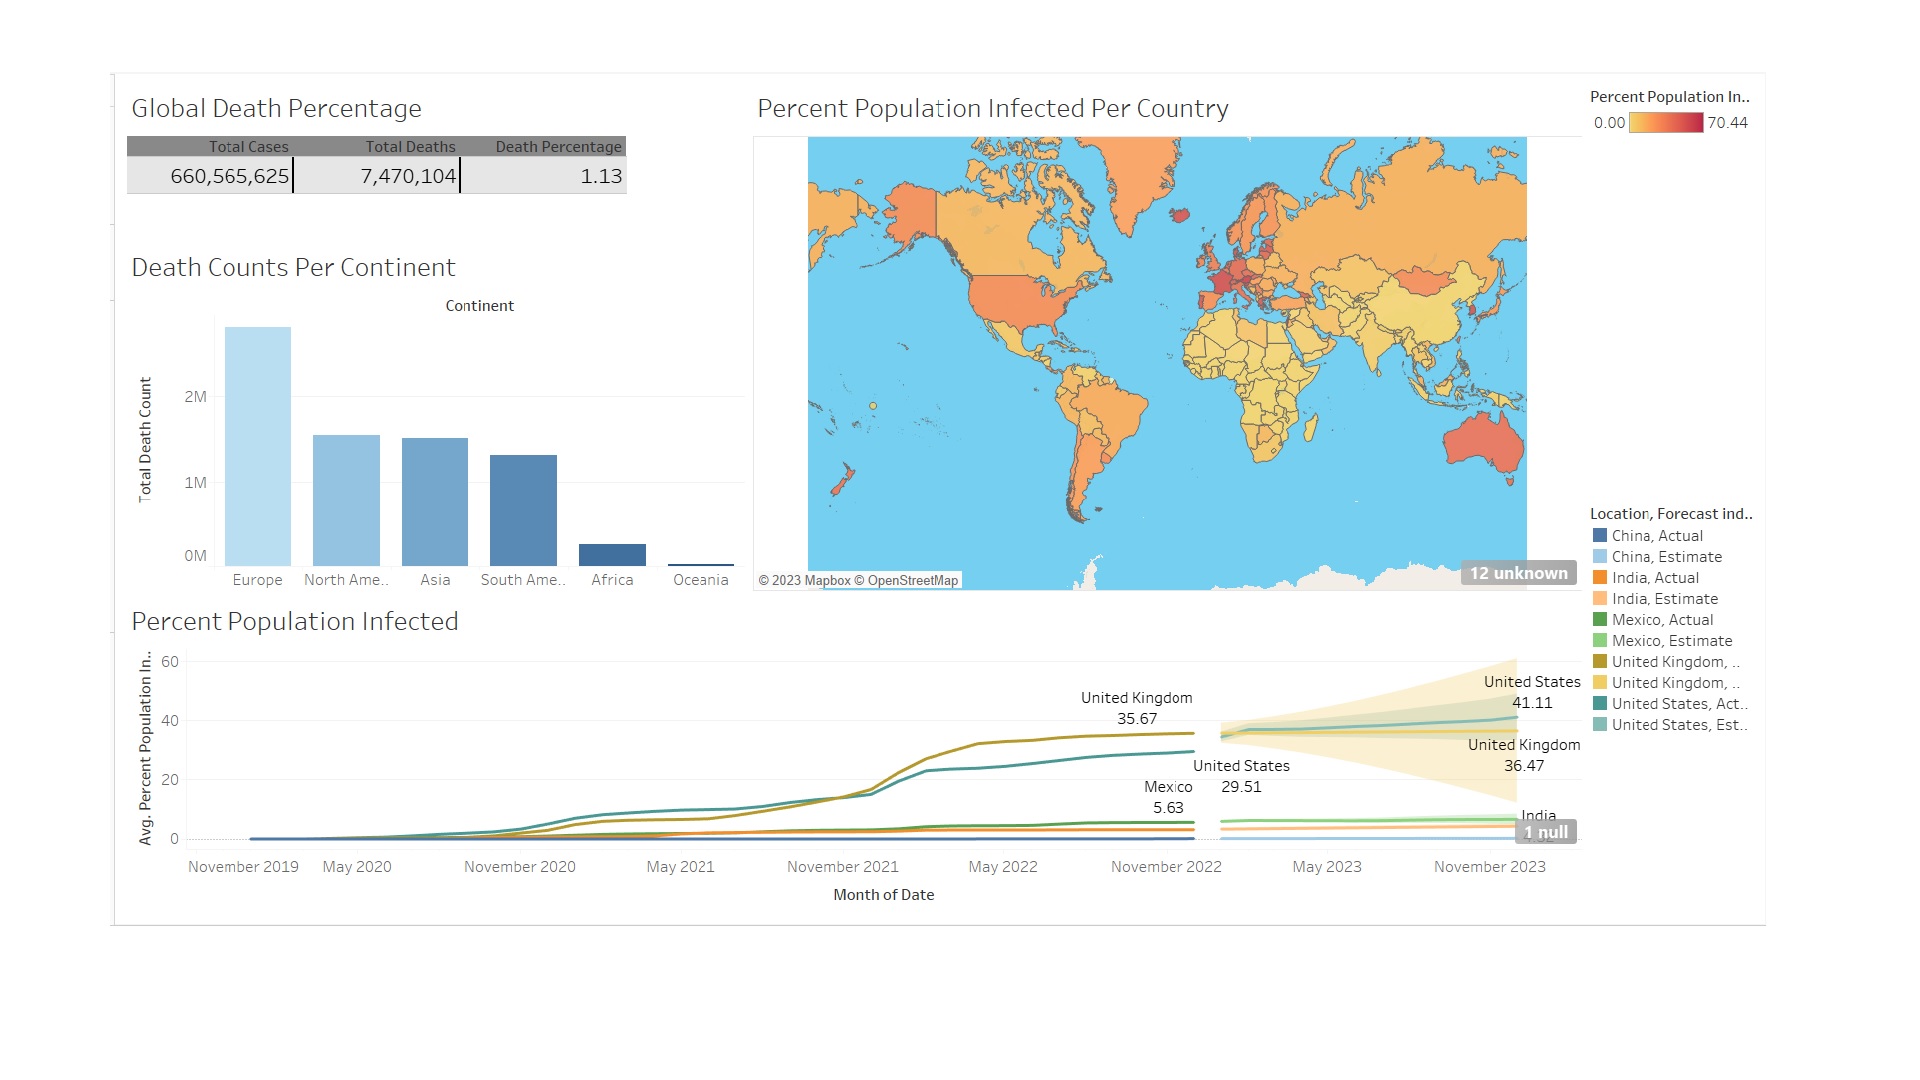 Global Death Percentage
Total Cases Total Deaths Death Percentage
660,565,625 7,470,104 1.13
Death Counts Per Continent
Continent
Total Death Count
2M
1M
0M
Europe North Ame.. Asia South Ame.. Africa Oceania
Percent Population Infected Per Country
© 2023 Mapbox © OpenStreetMap
12 unknown
Percent Population In..
0.00 70.44
Percent Population Infected
Avg. Percent Population In..
60
40
20
0
United Kingdom
35.67
United States
29.51
Mexico
5.63
United States
41.11
United Kingdom
36.47
India
1 null
November 2019 May 2020 November 2020 May 2021 November 2021 May 2022 November 2022 May 2023 November 2023
Month of Date
Location, Forecast ind..
China, Actual
China, Estimate
India, Actual
India, Estimate
Mexico, Actual
Mexico, Estimate
United Kingdom, ..
United Kingdom, ..
United States, Act..
United States, Est..